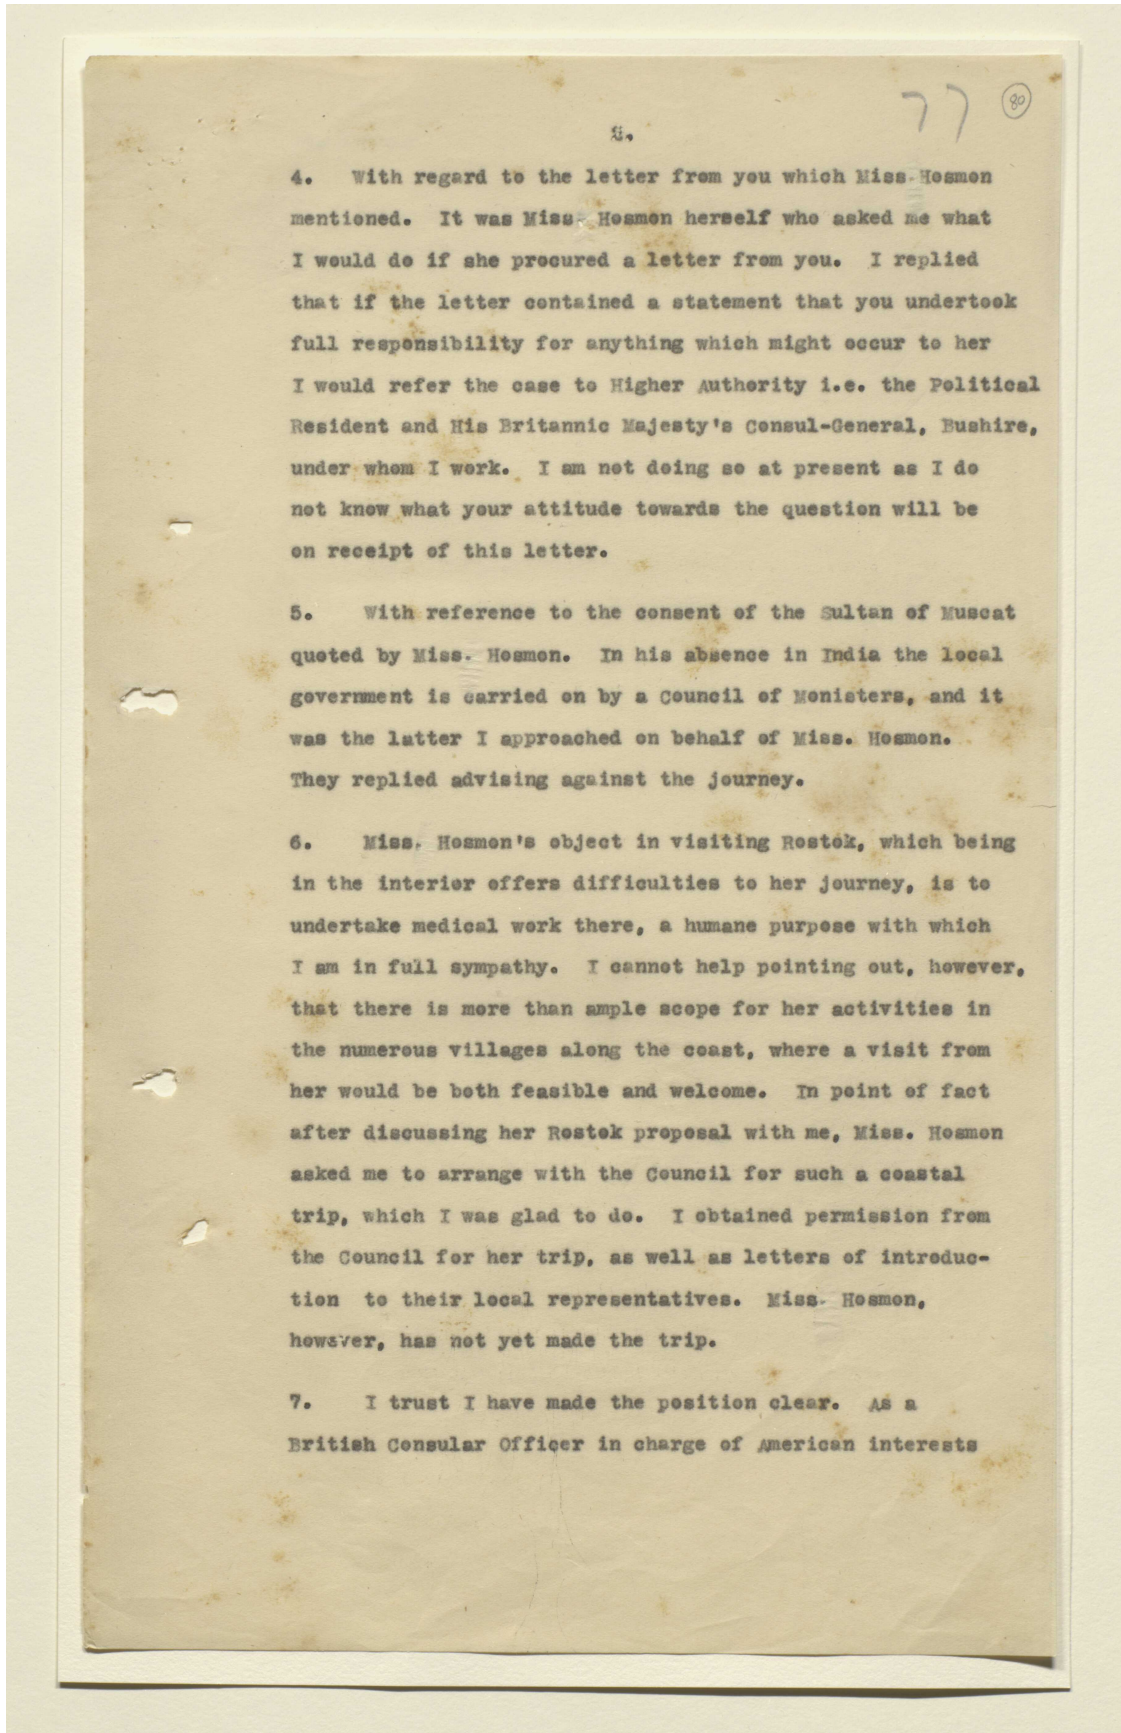 77
80
2.
4. With regard to the letter from you which Miss. Hosmon
mentioned. It was Miss. Hosmon herself who asked me what
I would do if she procured a letter from you. I replied
that if the letter contained a statement that you undertook
full responsibility for anything which might occur to her
I would refer the case to Higher Authority i.e. the Political
Resident and His Britannic Majesty's Consul-General, Bushire,
under whom I work. I am not doing so at present as I do
not know what your attitude towards the question will be
on receipt of this letter.
5. With reference to the consent of the Sultan of Muscat
quoted by Miss. Hosmon. In his absence in India the local
government is carried on by a Council of Monisters, and it
was the latter I approached on behalf of Miss. Hosmon.
They replied advising against the journey.
6. Miss. Hosmon's object in visiting Rostok, which being
in the interior offers difficulties to her journey, is to
undertake medical work there, a humane purpose with which
I am in full sympathy. I cannot help pointing out, however,
that there is more than ample scope for her activities in
the numerous villages along the coast, where a visit from
her would be both feasible and welcome. In point of fact
after discussing her Rostok proposal with me, Miss. Hosmon
asked me to arrange with the Council for such a coastal
trip, which I was glad to do. I obtained permission from
the Council for her trip, as well as letters of introduc-
tion to their local representatives. Miss. Hosmon,
however, has not yet made the trip.
7. I trust I have made the position clear. As a
British Consular Officer in charge of American interests